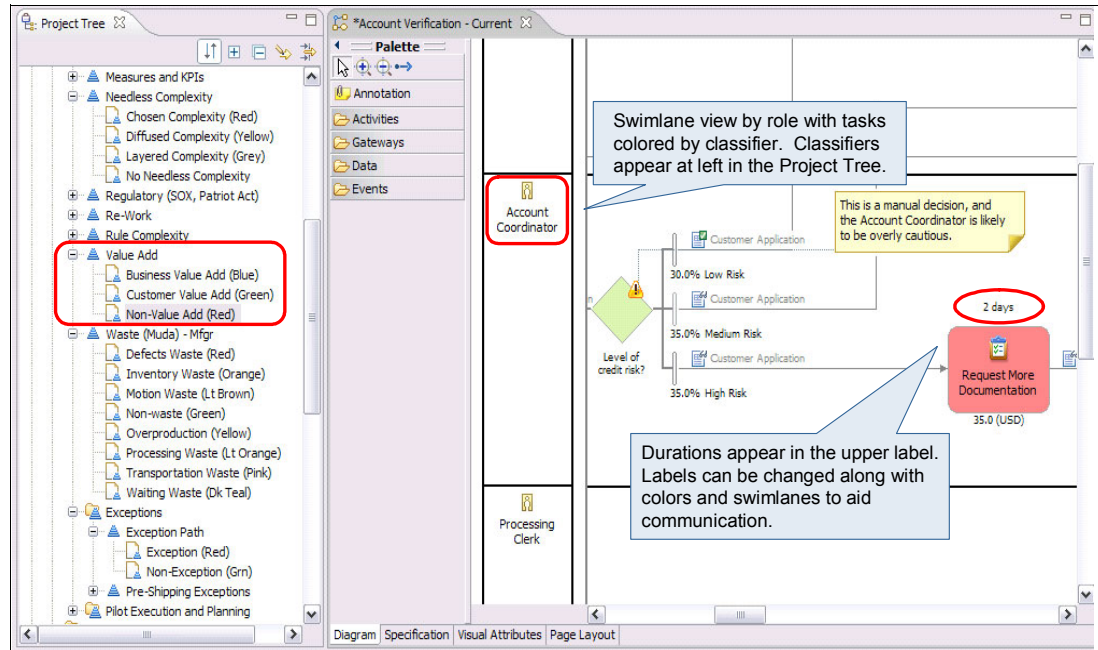 Project Tree
Measures and KPIs
Needless Complexity
Chosen Complexity (Red)
Diffused Complexity (Yellow)
Layered Complexity (Grey)
No Needless Complexity
Regulatory (SOX, Patriot Act)
Re-Work
Rule Complexity
Value Add
Business Value Add (Blue)
Customer Value Add (Green)
Non-Value Add (Red)
Waste (Muda) - Mfgr
Defects Waste (Red)
Inventory Waste (Orange)
Motion Waste (Lt Brown)
Non-waste (Green)
Overproduction (Yellow)
Processing Waste (Lt Orange)
Transportation Waste (Pink)
Waiting Waste (Dk Teal)
Exceptions
Exception Path
Exception (Red)
Non-Exception (Grn)
Pre-Shipping Exceptions
Pilot Execution and Planning
*Account Verification - Current
Palette
Annotation
Activities
Gateways
Data
Events
Swimlane view by role with tasks
colored by classifier. Classifiers
appear at left in the Project Tree.
Account
Coordinator
This is a manual decision, and
the Account Coordinator is likely
to be overly cautious.
Customer Application
30.0% Low Risk
Customer Application
35.0% Medium Risk
Level of
credit risk?
Customer Application
35.0% High Risk
2 days
Request More
Documentation
35.0 (USD)
Durations appear in the upper label.
Labels can be changed along with
colors and swimlanes to aid
communication.
Processing
Clerk
Diagram Specification Visual Attributes Page Layout